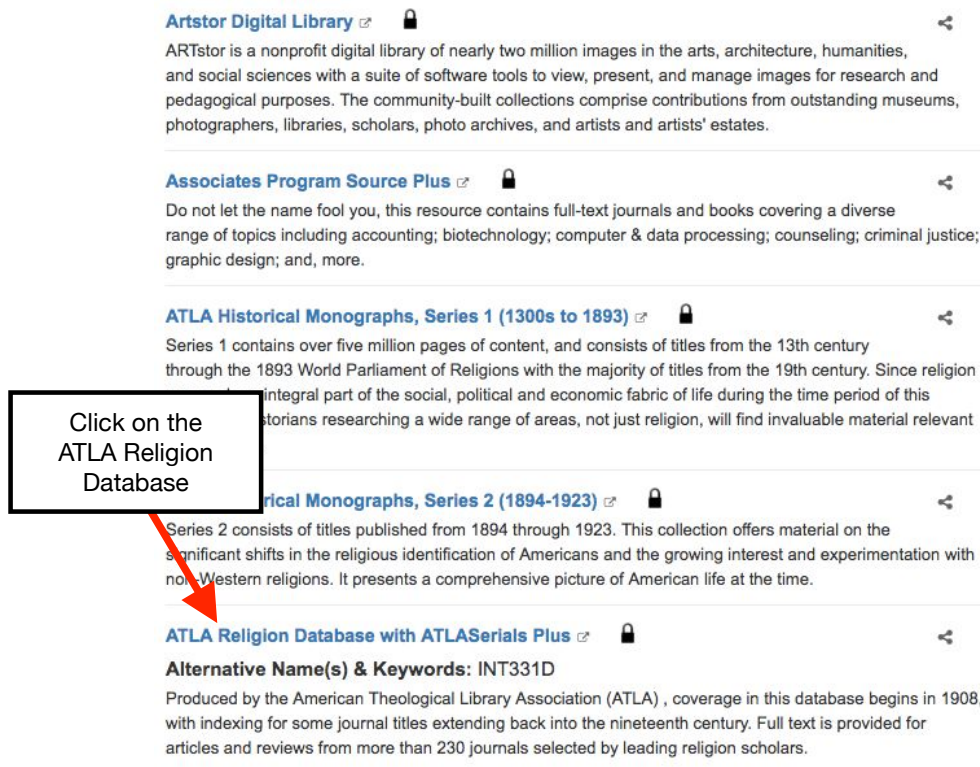 Artstor Digital Library
ARTstor is a nonprofit digital library of nearly two million images in the arts, architecture, humanities,
and social sciences with a suite of software tools to view, present, and manage images for research and
pedagogical purposes. The community-built collections comprise contributions from outstanding museums,
photographers, libraries, scholars, photo archives, and artists and artists' estates.
Associates Program Source Plus
Do not let the name fool you, this resource contains full-text journals and books covering a diverse
range of topics including accounting; biotechnology; computer & data processing; counseling; criminal justice;
graphic design; and, more.
ATLA Historical Monographs, Series 1 (1300s to 1893)
Series 1 contains over five million pages of content, and consists of titles from the 13th century
through the 1893 World Parliament of Religions with the majority of titles from the 19th century. Since religion
integral part of the social, political and economic fabric of life during the time period of this
storians researching a wide range of areas, not just religion, will find invaluable material relevant
Click on the
ATLA Religion
Database
rical Monographs, Series 2 (1894-1923)
Series 2 consists of titles published from 1894 through 1923. This collection offers material on the
significant shifts in the religious identification of Americans and the growing interest and experimentation with
non-Western religions. It presents a comprehensive picture of American life at the time.
ATLA Religion Database with ATLASerials Plus
Alternative Name(s) & Keywords: INT331D
Produced by the American Theological Library Association (ATLA) , coverage in this database begins in 1908,
with indexing for some journal titles extending back into the nineteenth century. Full text is provided for
articles and reviews from more than 230 journals selected by leading religion scholars.